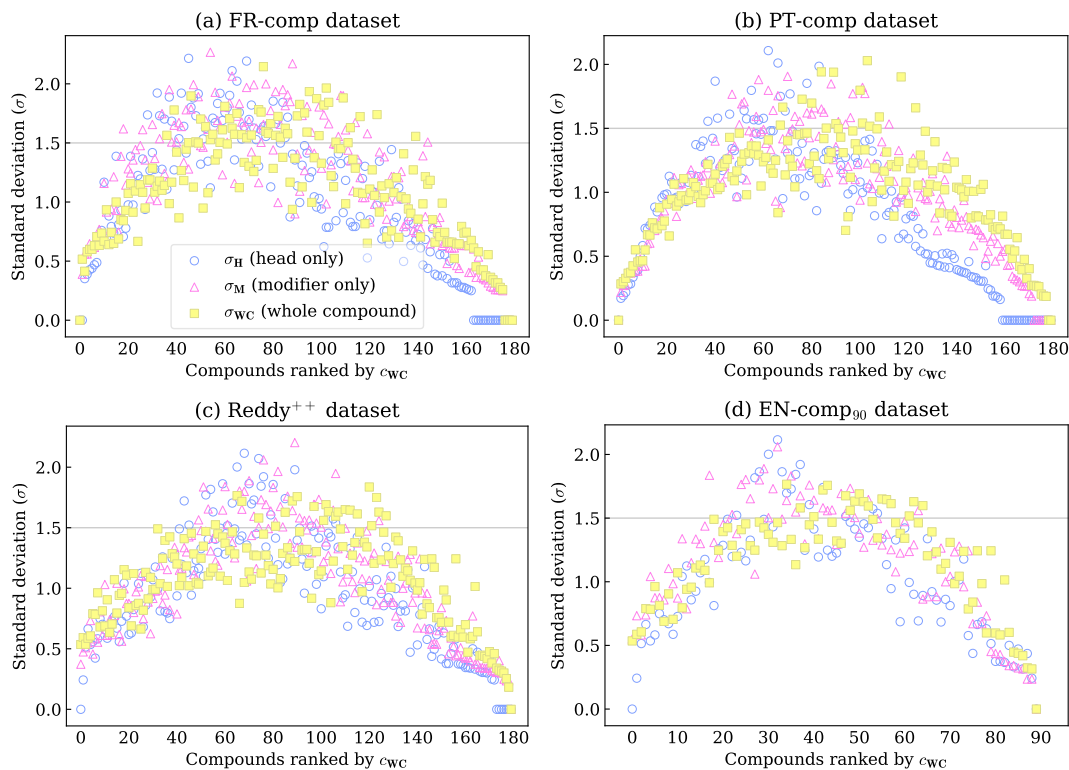 (a) FR-comp dataset
Standard deviation (σ)
2.0
1.5
1.0
0.5
0.0
σH (head only)
σM (modifier only)
σWC (whole compound)
0 20 40 60 80 100 120 140 160 180
Compounds ranked by cWC
(b) PT-comp dataset
Standard deviation (σ)
2.0
1.5
1.0
0.5
0.0
0 20 40 60 80 100 120 140 160 180
Compounds ranked by cWC
(c) Reddy++ dataset
Standard deviation (σ)
2.0
1.5
1.0
0.5
0.0
0 20 40 60 80 100 120 140 160 180
Compounds ranked by cWC
(d) EN-comp90 dataset
Standard deviation (σ)
2.0
1.5
1.0
0.5
0.0
0 10 20 30 40 50 60 70 80 90
Compounds ranked by cWC